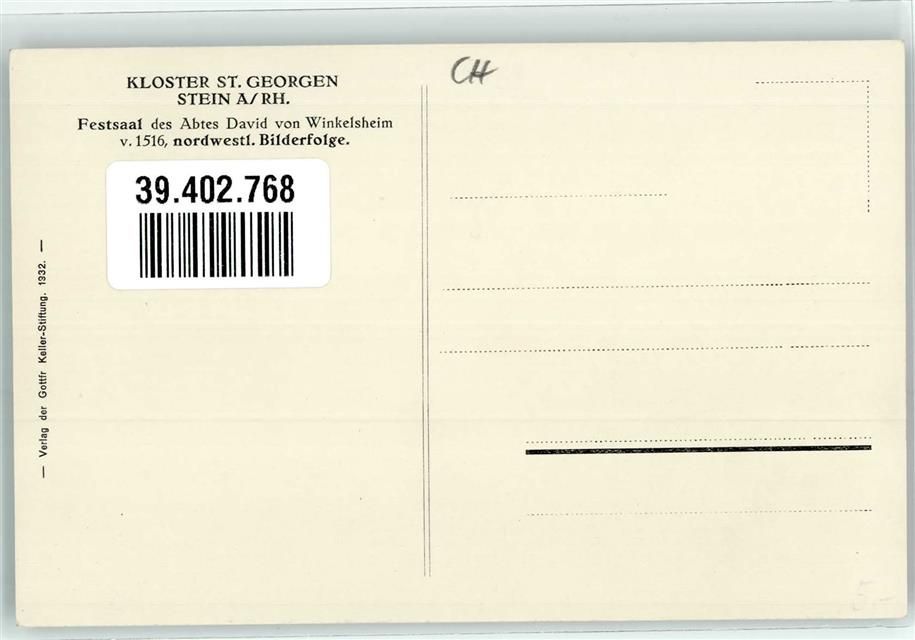 KLOSTER ST. GEORGEN
STEIN A/RH.
Festsaal des Abtes David von Winkelsheim
v. 1516, nordwestl. Bilderfolge.
39.402.768
— Verlag der Gottfr Keller-Stiftung. 1932. —
CH
5.-